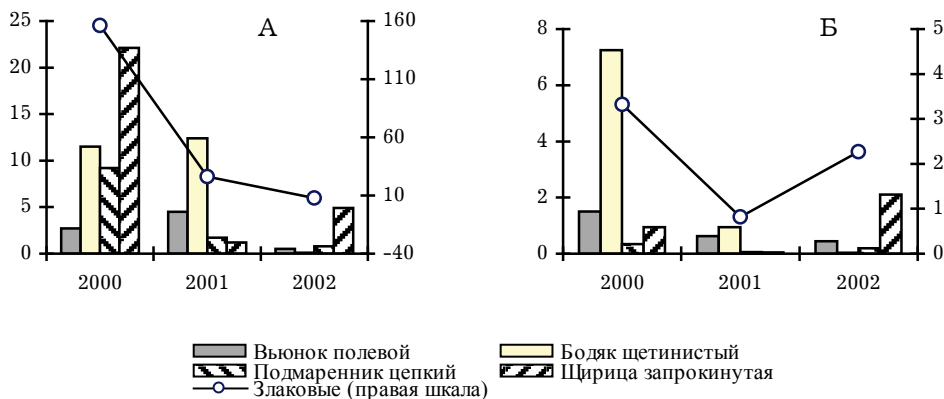 25 160 А 8 5 Б
20 110 6 4
15 60 4 3
10 10 2 2
5 1
0 -40 0 0
2000 2001 2002 2000 2001 2002
Вьюнок полевой Бодяк щетинистый
Подмаренник цепкий Щирица запрокинутая
Злаковые (правая шкала)